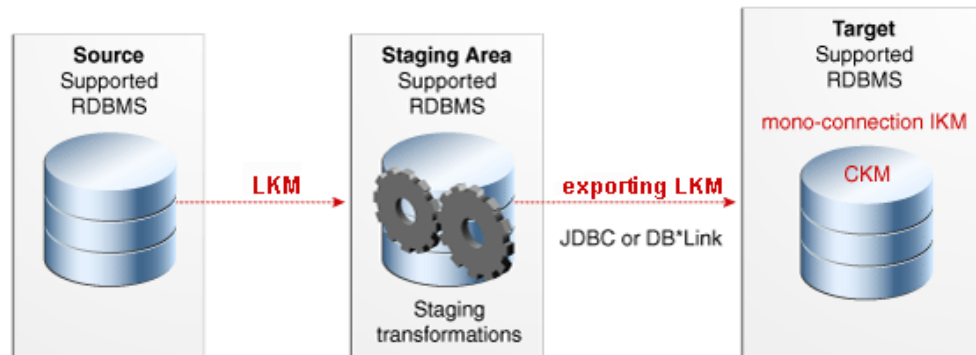 Source
Supported
RDBMS
LKM
Staging Area
Supported
RDBMS
Staging
transformations
exporting LKM
JDBC or DB*Link
Target
Supported
RDBMS
mono-connection IKM
CKM